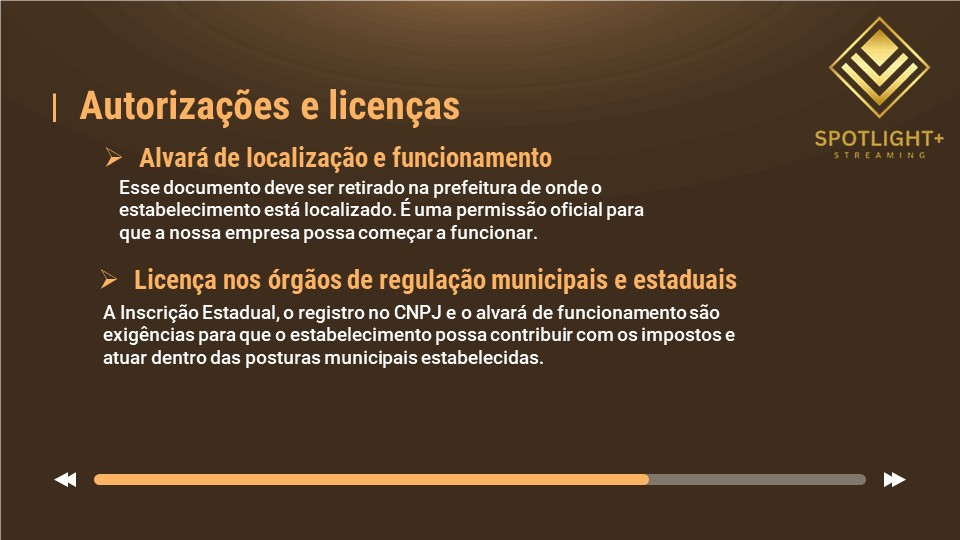 SPOTLIGHT+
STREAMING
Autorizações e licenças
Alvará de localização e funcionamento
Esse documento deve ser retirado na prefeitura de onde o
estabelecimento está localizado. É uma permissão oficial para
que a nossa empresa possa começar a funcionar.
Licença nos órgãos de regulação municipais e estaduais
A Inscrição Estadual, o registro no CNPJ e o alvará de funcionamento são
exigências para que o estabelecimento possa contribuir com os impostos e
atuar dentro das posturas municipais estabelecidas.